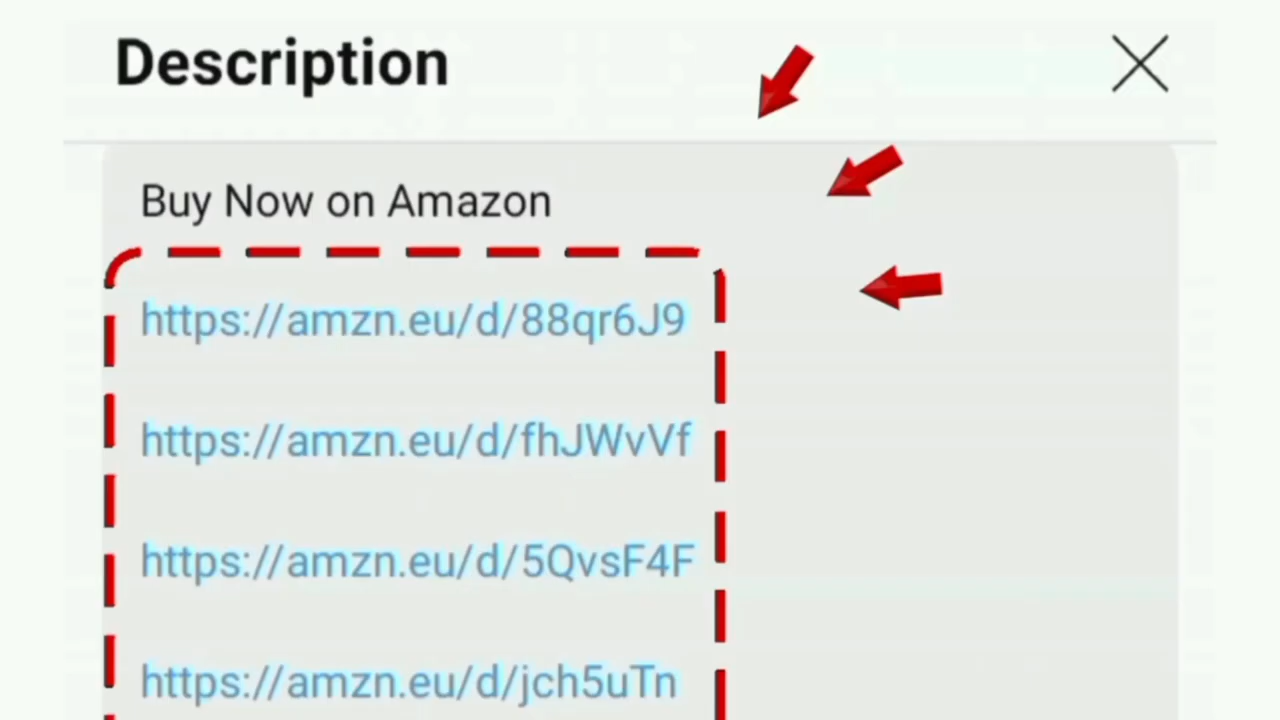 Description
Buy Now on Amazon
https://amzn.eu/d/88qr6J9
https://amzn.eu/d/fhJWvVf
https://amzn.eu/d/5QvsF4F
https://amzn.eu/d/jch5uTn